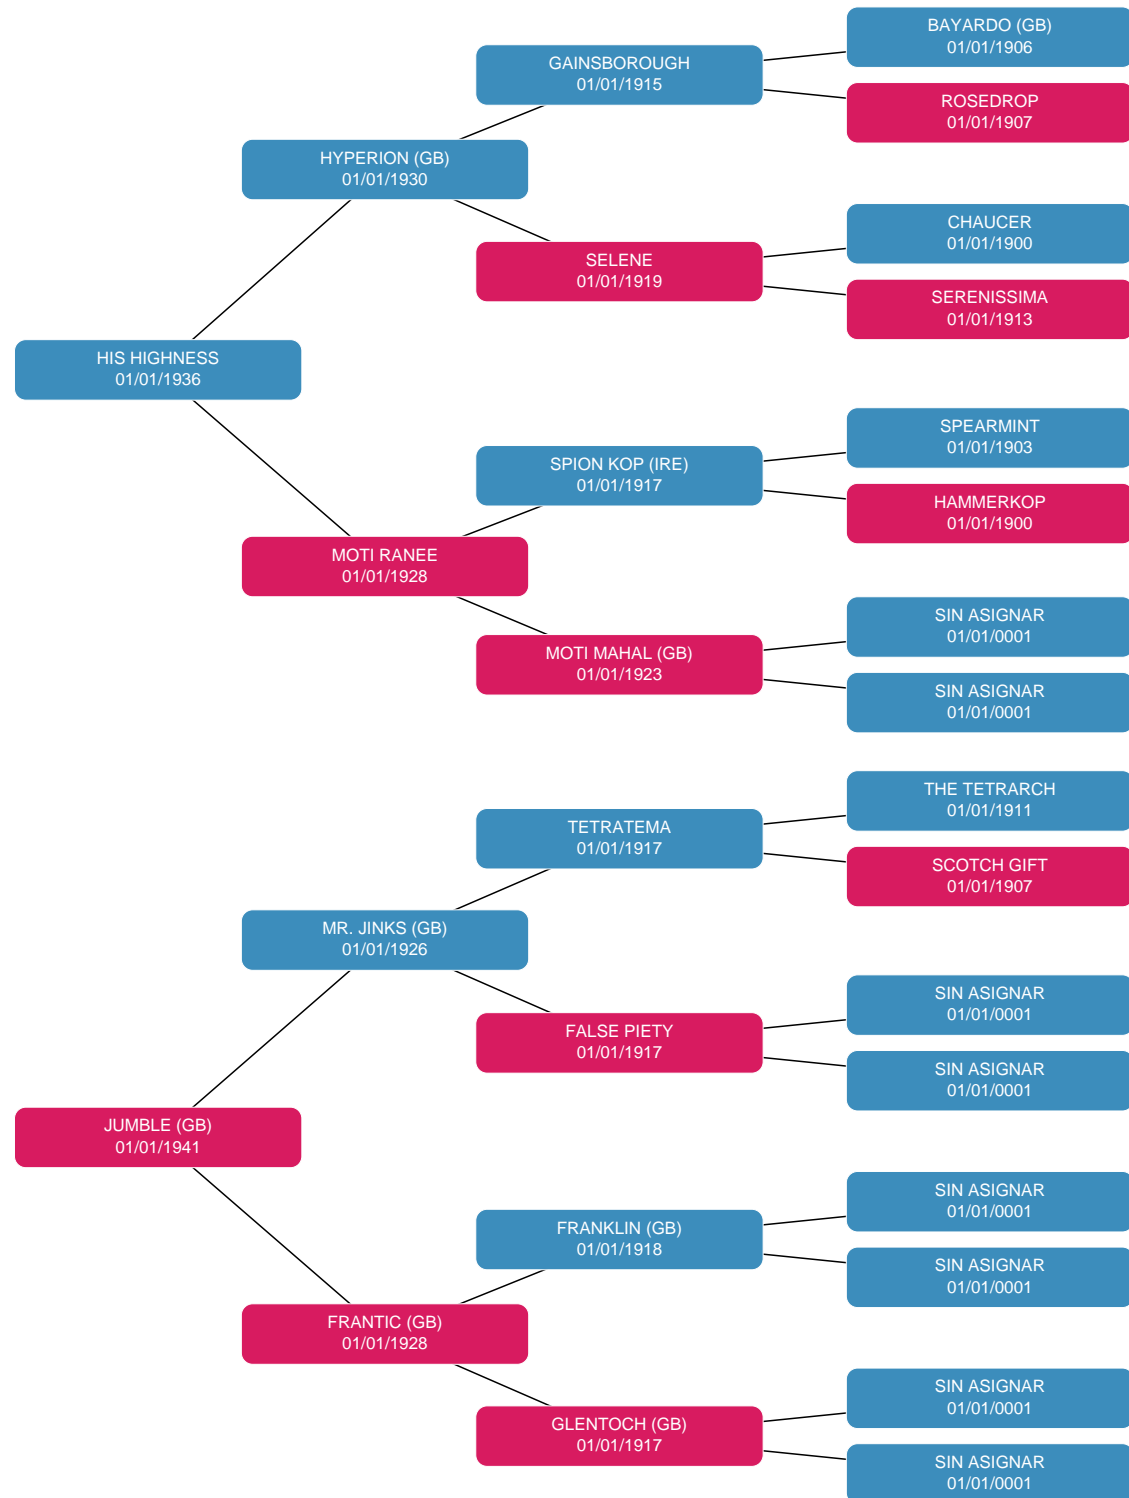 BAYARDO (GB)
01/01/1906
GAINSBOROUGH
01/01/1915
ROSEDROP
01/01/1907
HYPERION (GB)
01/01/1930
CHAUCER
01/01/1900
SELENE
01/01/1919
SERENISSIMA
01/01/1913
HIS HIGHNESS
01/01/1936
SPEARMINT
01/01/1903
SPION KOP (IRE)
01/01/1917
HAMMERKOP
01/01/1900
MOTI RANEE
01/01/1928
SIN ASIGNAR
01/01/0001
MOTI MAHAL (GB)
01/01/1923
SIN ASIGNAR
01/01/0001
THE TETRARCH
01/01/1911
TETRATEMA
01/01/1917
SCOTCH GIFT
01/01/1907
MR. JINKS (GB)
01/01/1926
SIN ASIGNAR
01/01/0001
FALSE PIETY
01/01/1917
SIN ASIGNAR
01/01/0001
JUMBLE (GB)
01/01/1941
SIN ASIGNAR
01/01/0001
FRANKLIN (GB)
01/01/1918
SIN ASIGNAR
01/01/0001
FRANTIC (GB)
01/01/1928
SIN ASIGNAR
01/01/0001
GLENTOCH (GB)
01/01/1917
SIN ASIGNAR
01/01/0001